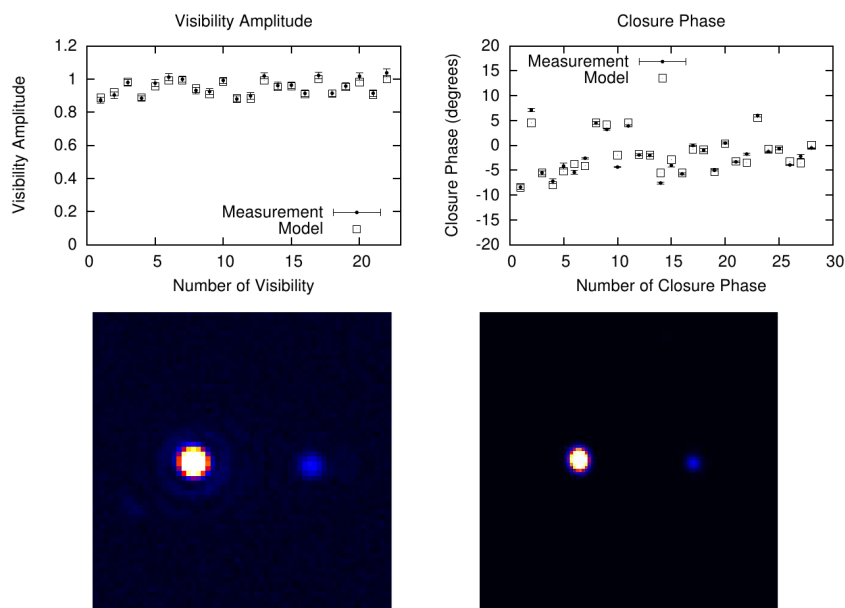 Visibility Amplitude
Visibility Amplitude
1.2
1
0.8
0.6
0.4
0.2
0
Measurement
Model
0 5 10 15 20
Number of Visibility
Closure Phase
Closure Phase (degrees)
20
15
10
5
0
-5
-10
-15
-20
Measurement
Model
0 5 10 15 20 25 30
Number of Closure Phase